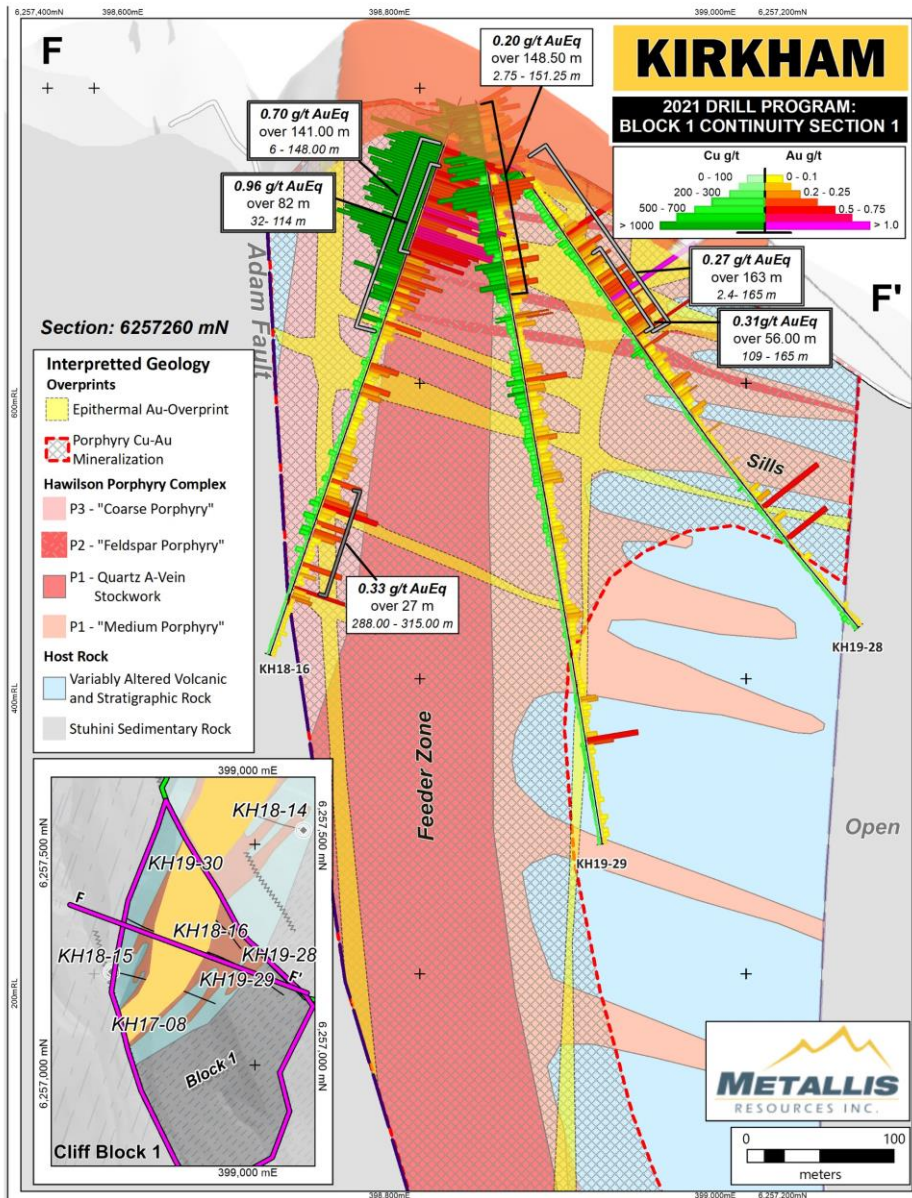 6,257,400mN
398,600mE
398,800mE
399,000mE
6,257,200mN
F
0.20 g/t AuEq
over 148.50 m
2.75 - 151.25 m
KIRKHAM
2021 DRILL PROGRAM:
BLOCK 1 CONTINUITY SECTION 1
Cu g/t
Au g/t
0 - 100
0 - 0.1
200 - 300
0.2 - 0.25
500 - 700
0.5 - 0.75
> 1000
> 1.0
0.70 g/t AuEq
over 141.00 m
6 - 148.00 m
0.96 g/t AuEq
over 82 m
32- 114 m
Adam Fault
0.27 g/t AuEq
over 163 m
2.4- 165 m
F'
0.31g/t AuEq
over 56.00 m
109 - 165 m
Section: 6257260 mN
600mRL
Interpretted Geology
Overprints
Epithermal Au-Overprint
Porphyry Cu-Au
Mineralization
Hawilson Porphyry Complex
P3 - "Coarse Porphyry"
P2 - "Feldspar Porphyry"
P1 - Quartz A-Vein
Stockwork
P1 - "Medium Porphyry"
Host Rock
Variably Altered Volcanic
and Stratigraphic Rock
Stuhini Sedimentary Rock
Sills
0.33 g/t AuEq
over 27 m
288.00 - 315.00 m
KH18-16
KH19-28
400mRL
Feeder Zone
KH19-29
Open
399,000 mE
6,257,500 mN
6,257,500 mN
KH18-14
KH19-30
F
KH18-16
KH18-15
KH19-28
KH19-29
F'
KH17-08
Block 1
6,257,000 mN
6,257,000 mN
Cliff Block 1
399,000 mE
200mRL
METALLIS
RESOURCES INC.
0
100
meters
398,800mE
399,000mE
6,257,200mN